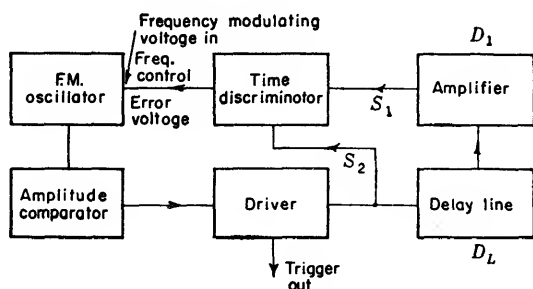 Frequency modulating
voltage in
Freq.
control
Error
voltage
F.M.
oscillator
Time
discriminotor
S1
D1
Amplifier
S2
Amplitude
comparator
Driver
Delay line
DL
Trigger
out